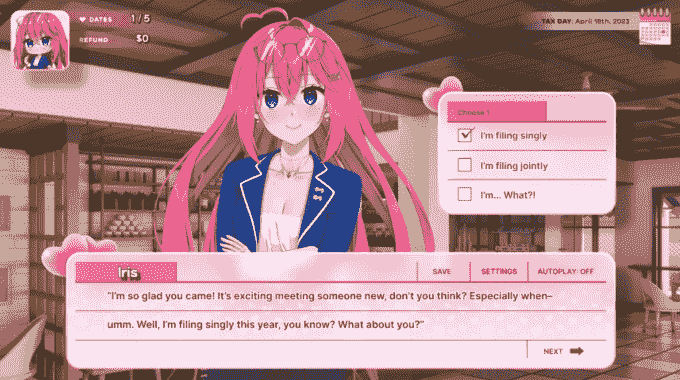 DATES 1/5
REFUND $0
TAX DAY: April 18th, 2023
Choose 1
I'm filing singly
I'm filing jointly
I'm... What?!
Iris
SAVE
SETTINGS
AUTOPLAY: OFF
"I'm so glad you came! It's exciting meeting someone new, don't you think? Especially when–
umm. Well, I'm filing singly this year, you know? What about you?"
NEXT